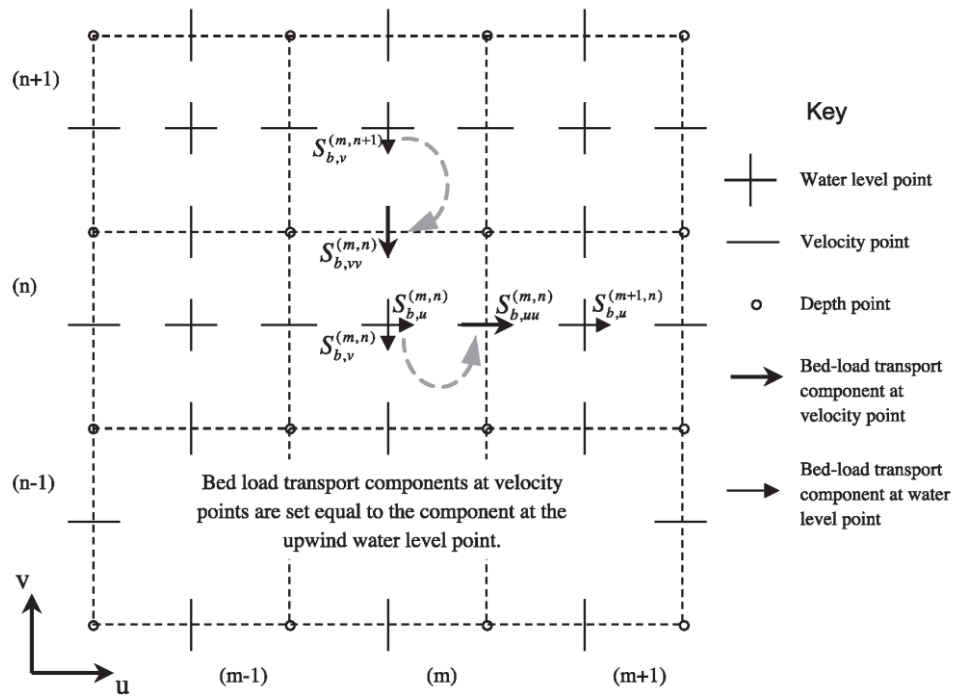 (n+1)
Key
S_{b,v}^{(m,n+1)}
Water level point
Velocity point
S_{b,vv}^{(m,n)}
(n)
S_{b,u}^{(m,n)} S_{b,uu}^{(m,n)} S_{b,u}^{(m+1,n)}
Depth point
S_{b,v}^{(m,n)}
Bed-load transport
component at
velocity point
(n-1)
Bed load transport components at velocity
points are set equal to the component at the
upwind water level point.
Bed-load transport
component at water
level point
v
u
(m-1) (m) (m+1)